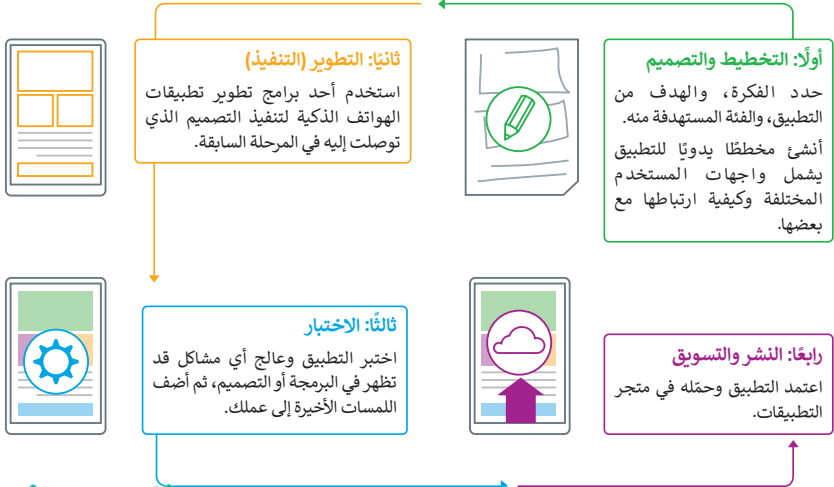 أولًا: التخطيط والتصميم
حدد الفكرة، والهدف من
التطبيق، والفئة المستهدفة منه.
أنشئ مخططًا يدويًا للتطبيق
يشمل واجهات المستخدم
المختلفة وكيفية ارتباطها مع
بعضها.
ثانيًا: التطوير (التنفيذ)
استخدم أحد برامج تطوير تطبيقات
الهواتف الذكية لتنفيذ التصميم الذي
توصلت إليه في المرحلة السابقة.
ثالثًا: الاختبار
اختبر التطبيق وعالج أي مشاكل قد
تظهر في البرمجة أو التصميم، ثم أضف
اللمسات الأخيرة إلى عملك.
رابعًا: النشر والتسويق
اعتمد التطبيق وحمّله في متجر
التطبيقات.